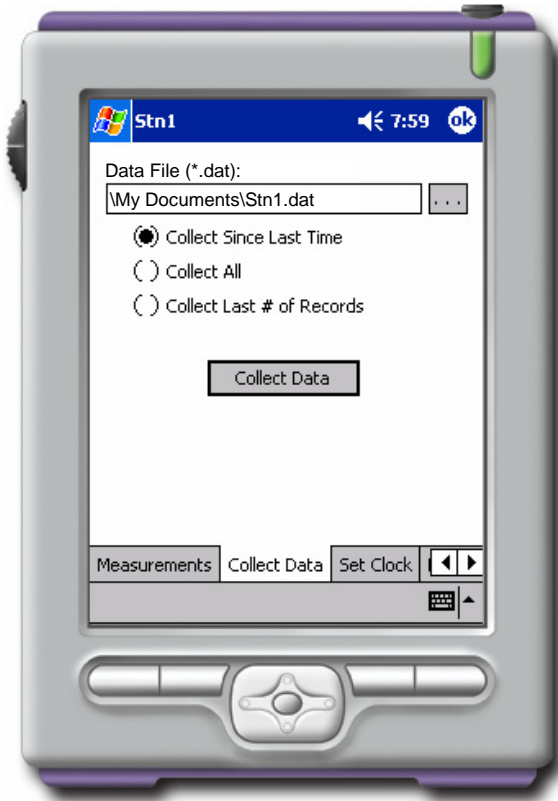 Stn1 7:59 ok
Data File (*.dat):
\My Documents\Stn1.dat ...
Collect Since Last Time
Collect All
Collect Last # of Records
Collect Data
Measurements Collect Data Set Clock